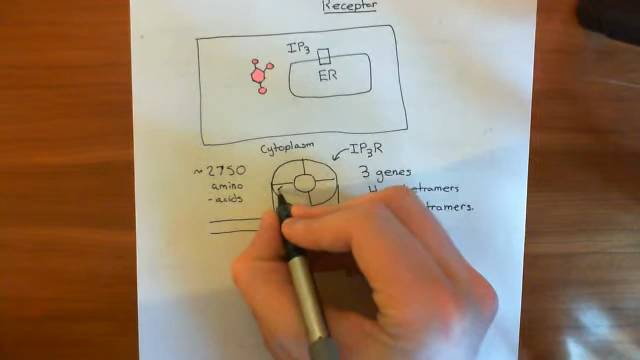 Receptor
IP3
ER
Cytoplasm
IP3R
~2750
amino
-acids
3 genes